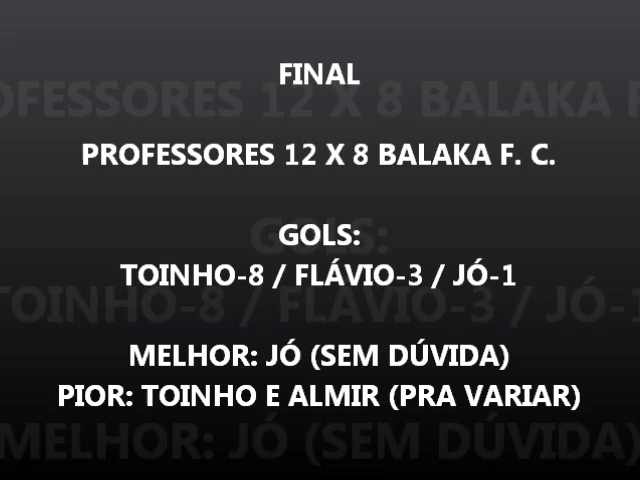 FINAL
PROFESSORES 12 X 8 BALAKA F. C.
GOLS:
TOINHO-8 / FLÁVIO-3 / JÓ-1
MELHOR: JÓ (SEM DÚVIDA)
PIOR: TOINHO E ALMIR (PRA VARIAR)